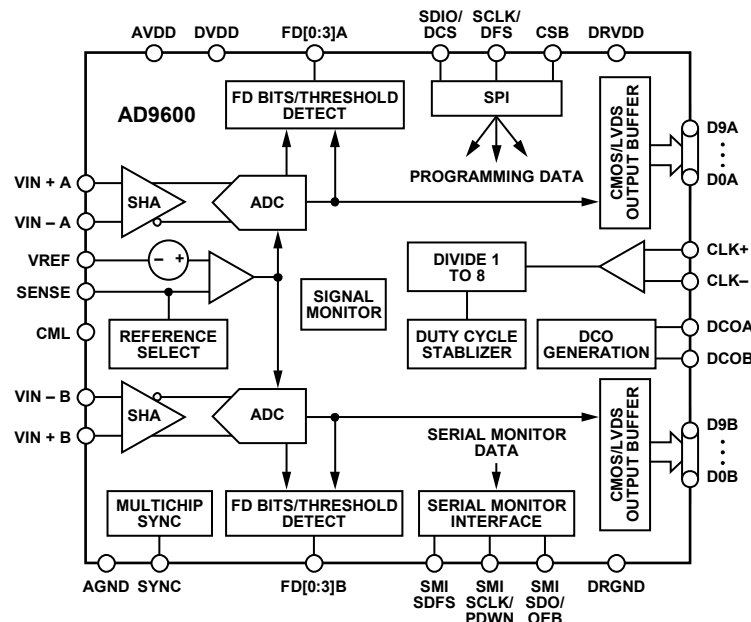 AVDD
DVDD
FD[0:3]A
SDIO/
DCS
SCLK/
DFS
CSB
DRVDD
AD9600
FD BITS/THRESHOLD
DETECT
SPI
PROGRAMMING DATA
CMOS/LVDS
OUTPUT BUFFER
D9A
D0A
VIN + A
VIN – A
SHA
ADC
VREF
SENSE
CML
– +
REFERENCE
SELECT
SIGNAL
MONITOR
DIVIDE 1
TO 8
DUTY CYCLE
STABLIZER
DCO
GENERATION
CLK+
CLK–
DCOA
DCOB
VIN – B
VIN + B
SHA
ADC
SERIAL MONITOR
DATA
CMOS/LVDS
OUTPUT BUFFER
D9B
D0B
MULTICHIP
SYNC
FD BITS/THRESHOLD
DETECT
SERIAL MONITOR
INTERFACE
AGND
SYNC
FD[0:3]B
SMI
SDFS
SMI
SCLK/
PDWN
SMI
SDO/
OEB
DRGND